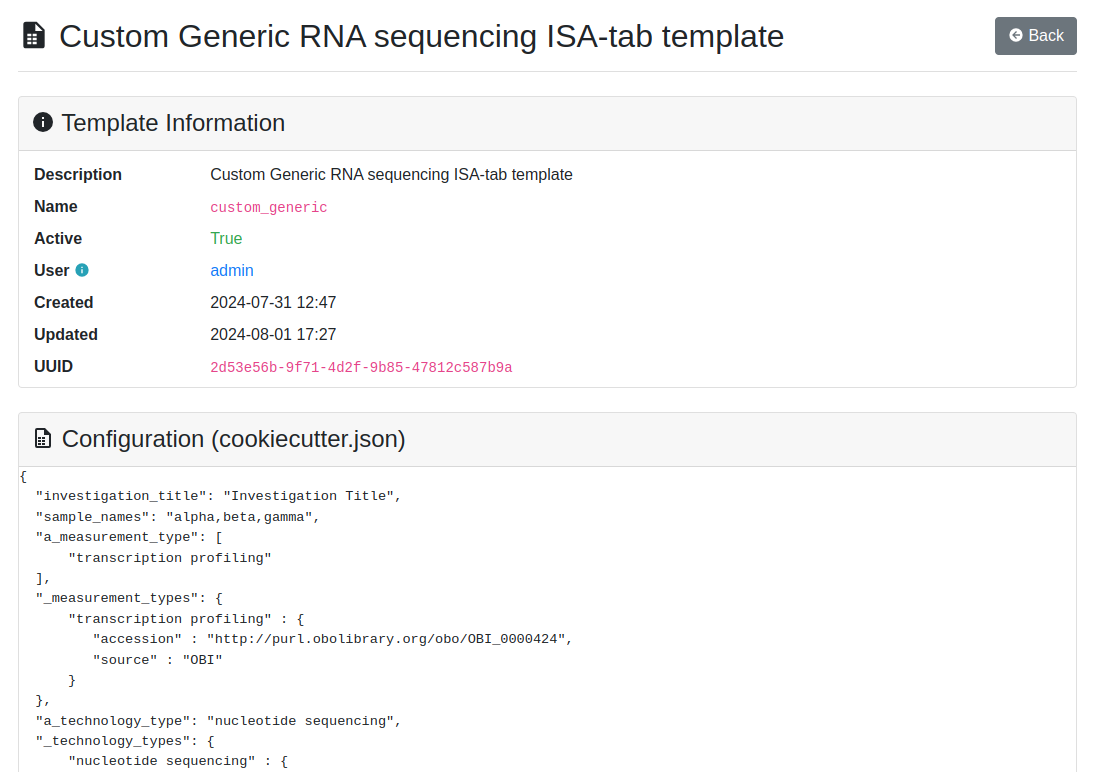 Custom Generic RNA sequencing ISA-tab template
Back
Template Information
Description Custom Generic RNA sequencing ISA-tab template
Name custom_generic
Active True
User admin
Created 2024-07-31 12:47
Updated 2024-08-01 17:27
UUID 2d53e56b-9f71-4d2f-9b85-47812c587b9a
Configuration (cookiecutter.json)
{
  "investigation_title": "Investigation Title",
  "sample_names": "alpha,beta,gamma",
  "a_measurement_type": [
      "transcription profiling"
  ],
  "_measurement_types": {
      "transcription profiling" : {
         "accession" : "http://purl.obolibrary.org/obo/OBI_0000424",
         "source" : "OBI"
      }
  },
  "a_technology_type": "nucleotide sequencing",
  "_technology_types": {
      "nucleotide sequencing" : {